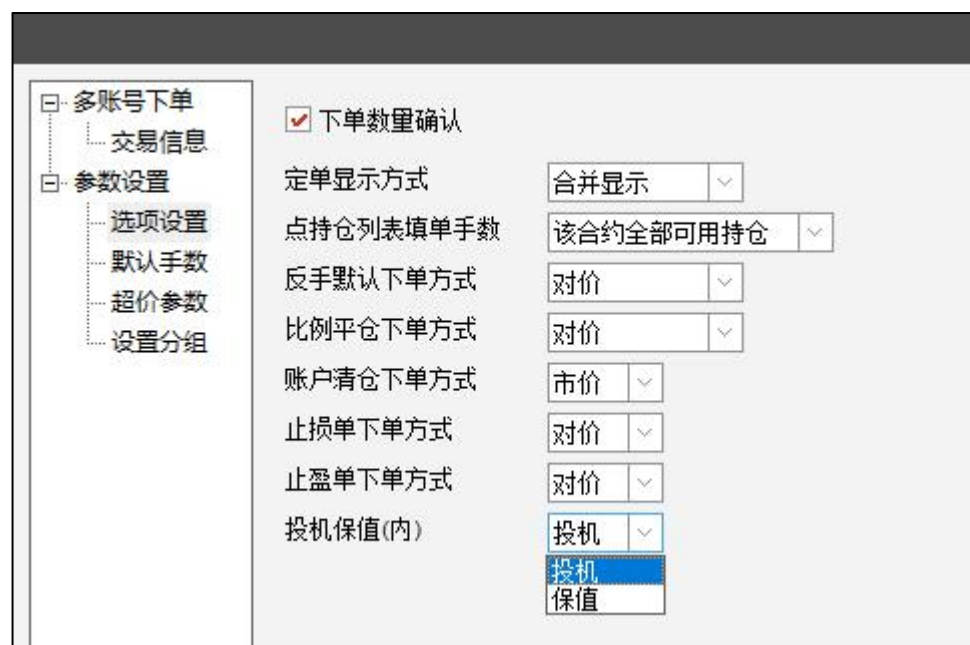 多账号下单
交易信息
参数设置
选项设置
默认手数
超价参数
设置分组
下单数量确认
定单显示方式 合并显示
点持仓列表填单手数 该合约全部可用持仓
反手默认下单方式 对价
比例平仓下单方式 对价
账户清仓下单方式 市价
止损单下单方式 对价
止盈单下单方式 对价
投机保值(内) 投机
投机
保值